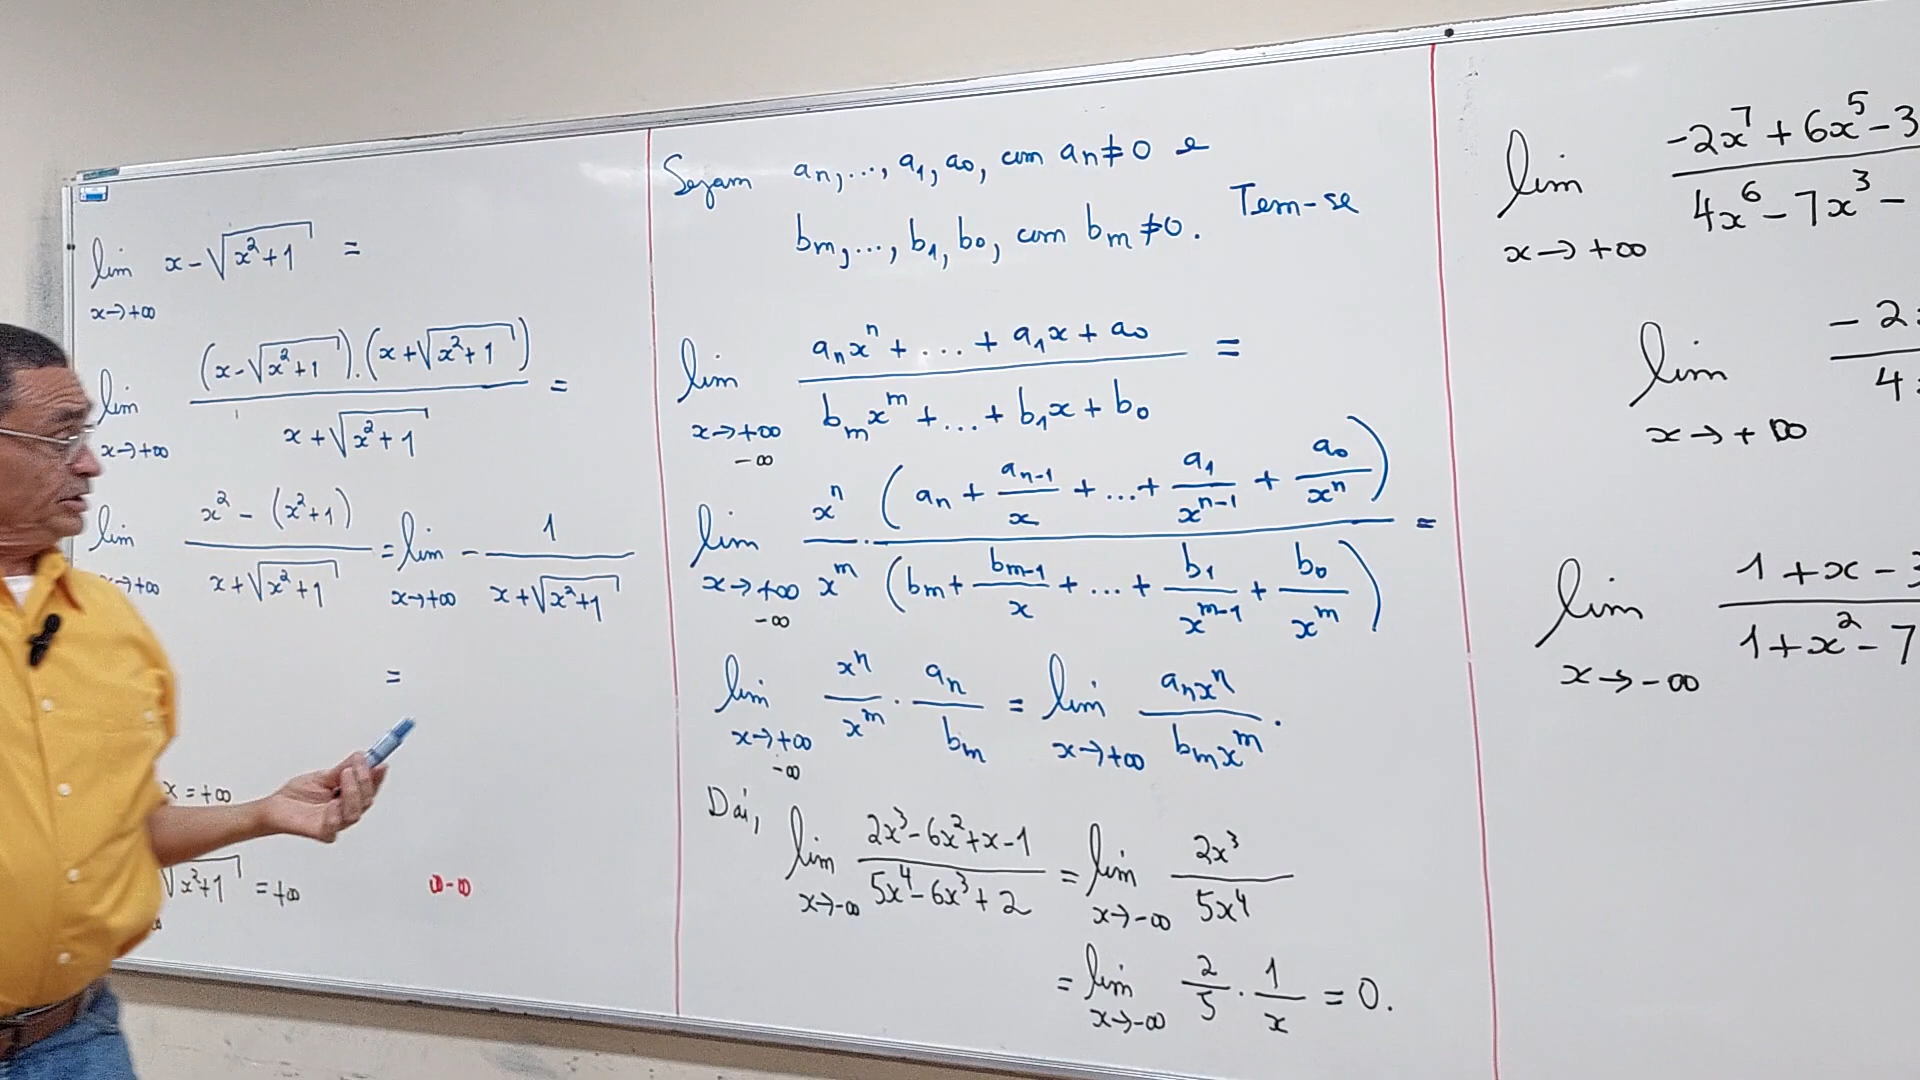 lim x→+∞ x - √(x² + 1) =
lim x→+∞ (x - √(x² + 1)) . (x + √(x² + 1)) / (x + √(x² + 1)) =
lim x→+∞ (x² - (x² + 1)) / (x + √(x² + 1)) = lim x→+∞ - 1 / (x + √(x² + 1))
=
x = +∞
√(x² + 1) = +∞
∞ - ∞
Sejam aₙ, ..., a₁, a₀, com aₙ ≠ 0 e
bₘ, ..., b₁, b₀, com bₘ ≠ 0. Tem-se
lim x→+∞ -∞ (aₙxⁿ + ... + a₁x + a₀) / (bₘxᵐ + ... + b₁x + b₀) =
lim x→+∞ -∞ xⁿ/xᵐ . (aₙ + aₙ₋₁/x + ... + a₁/xⁿ⁻¹ + a₀/xⁿ) / (bₘ + bₘ₋₁/x + ... + b₁/xᵐ⁻¹ + b₀/xᵐ) =
lim x→+∞ -∞ xⁿ/xᵐ . aₙ/bₘ = lim x→+∞ aₙxⁿ / bₘxᵐ .
Daí, lim x→-∞ (2x³ - 6x² + x - 1) / (5x⁴ - 6x³ + 2) = lim x→-∞ 2x³ / 5x⁴
= lim x→-∞ 2/5 . 1/x = 0.
lim x→+∞ (-2x⁷ + 6x⁵ - 3 / 4x⁶ - 7x³ -
lim x→+∞ -2 / 4
lim x→-∞ 1 + x - 3 / 1 + x² - 7